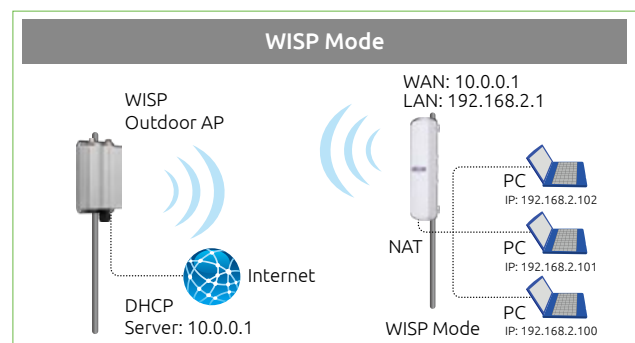 WISP Mode
WISP
Outdoor AP
Internet
DHCP
Server: 10.0.0.1
WAN: 10.0.0.1
LAN: 192.168.2.1
NAT
WISP Mode
PC
IP: 192.168.2.102
PC
IP: 192.168.2.101
PC
IP: 192.168.2.100